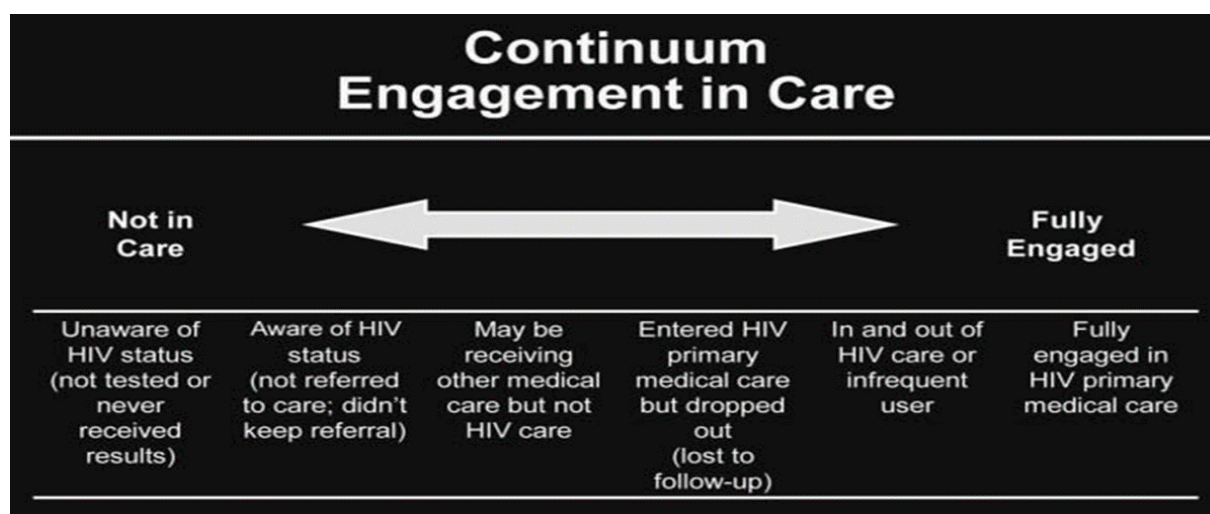 Continuum
Engagement in Care
Not in
Care
Fully
Engaged
Unaware of
HIV status
(not tested or
never
received
results)
Aware of HIV
status
(not referred
to care; didn't
keep referral)
May be
receiving
other medical
care but not
HIV care
Entered HIV
primary
medical care
but dropped
out
(lost to
follow-up)
In and out of
HIV care or
infrequent
user
Fully
engaged in
HIV primary
medical care